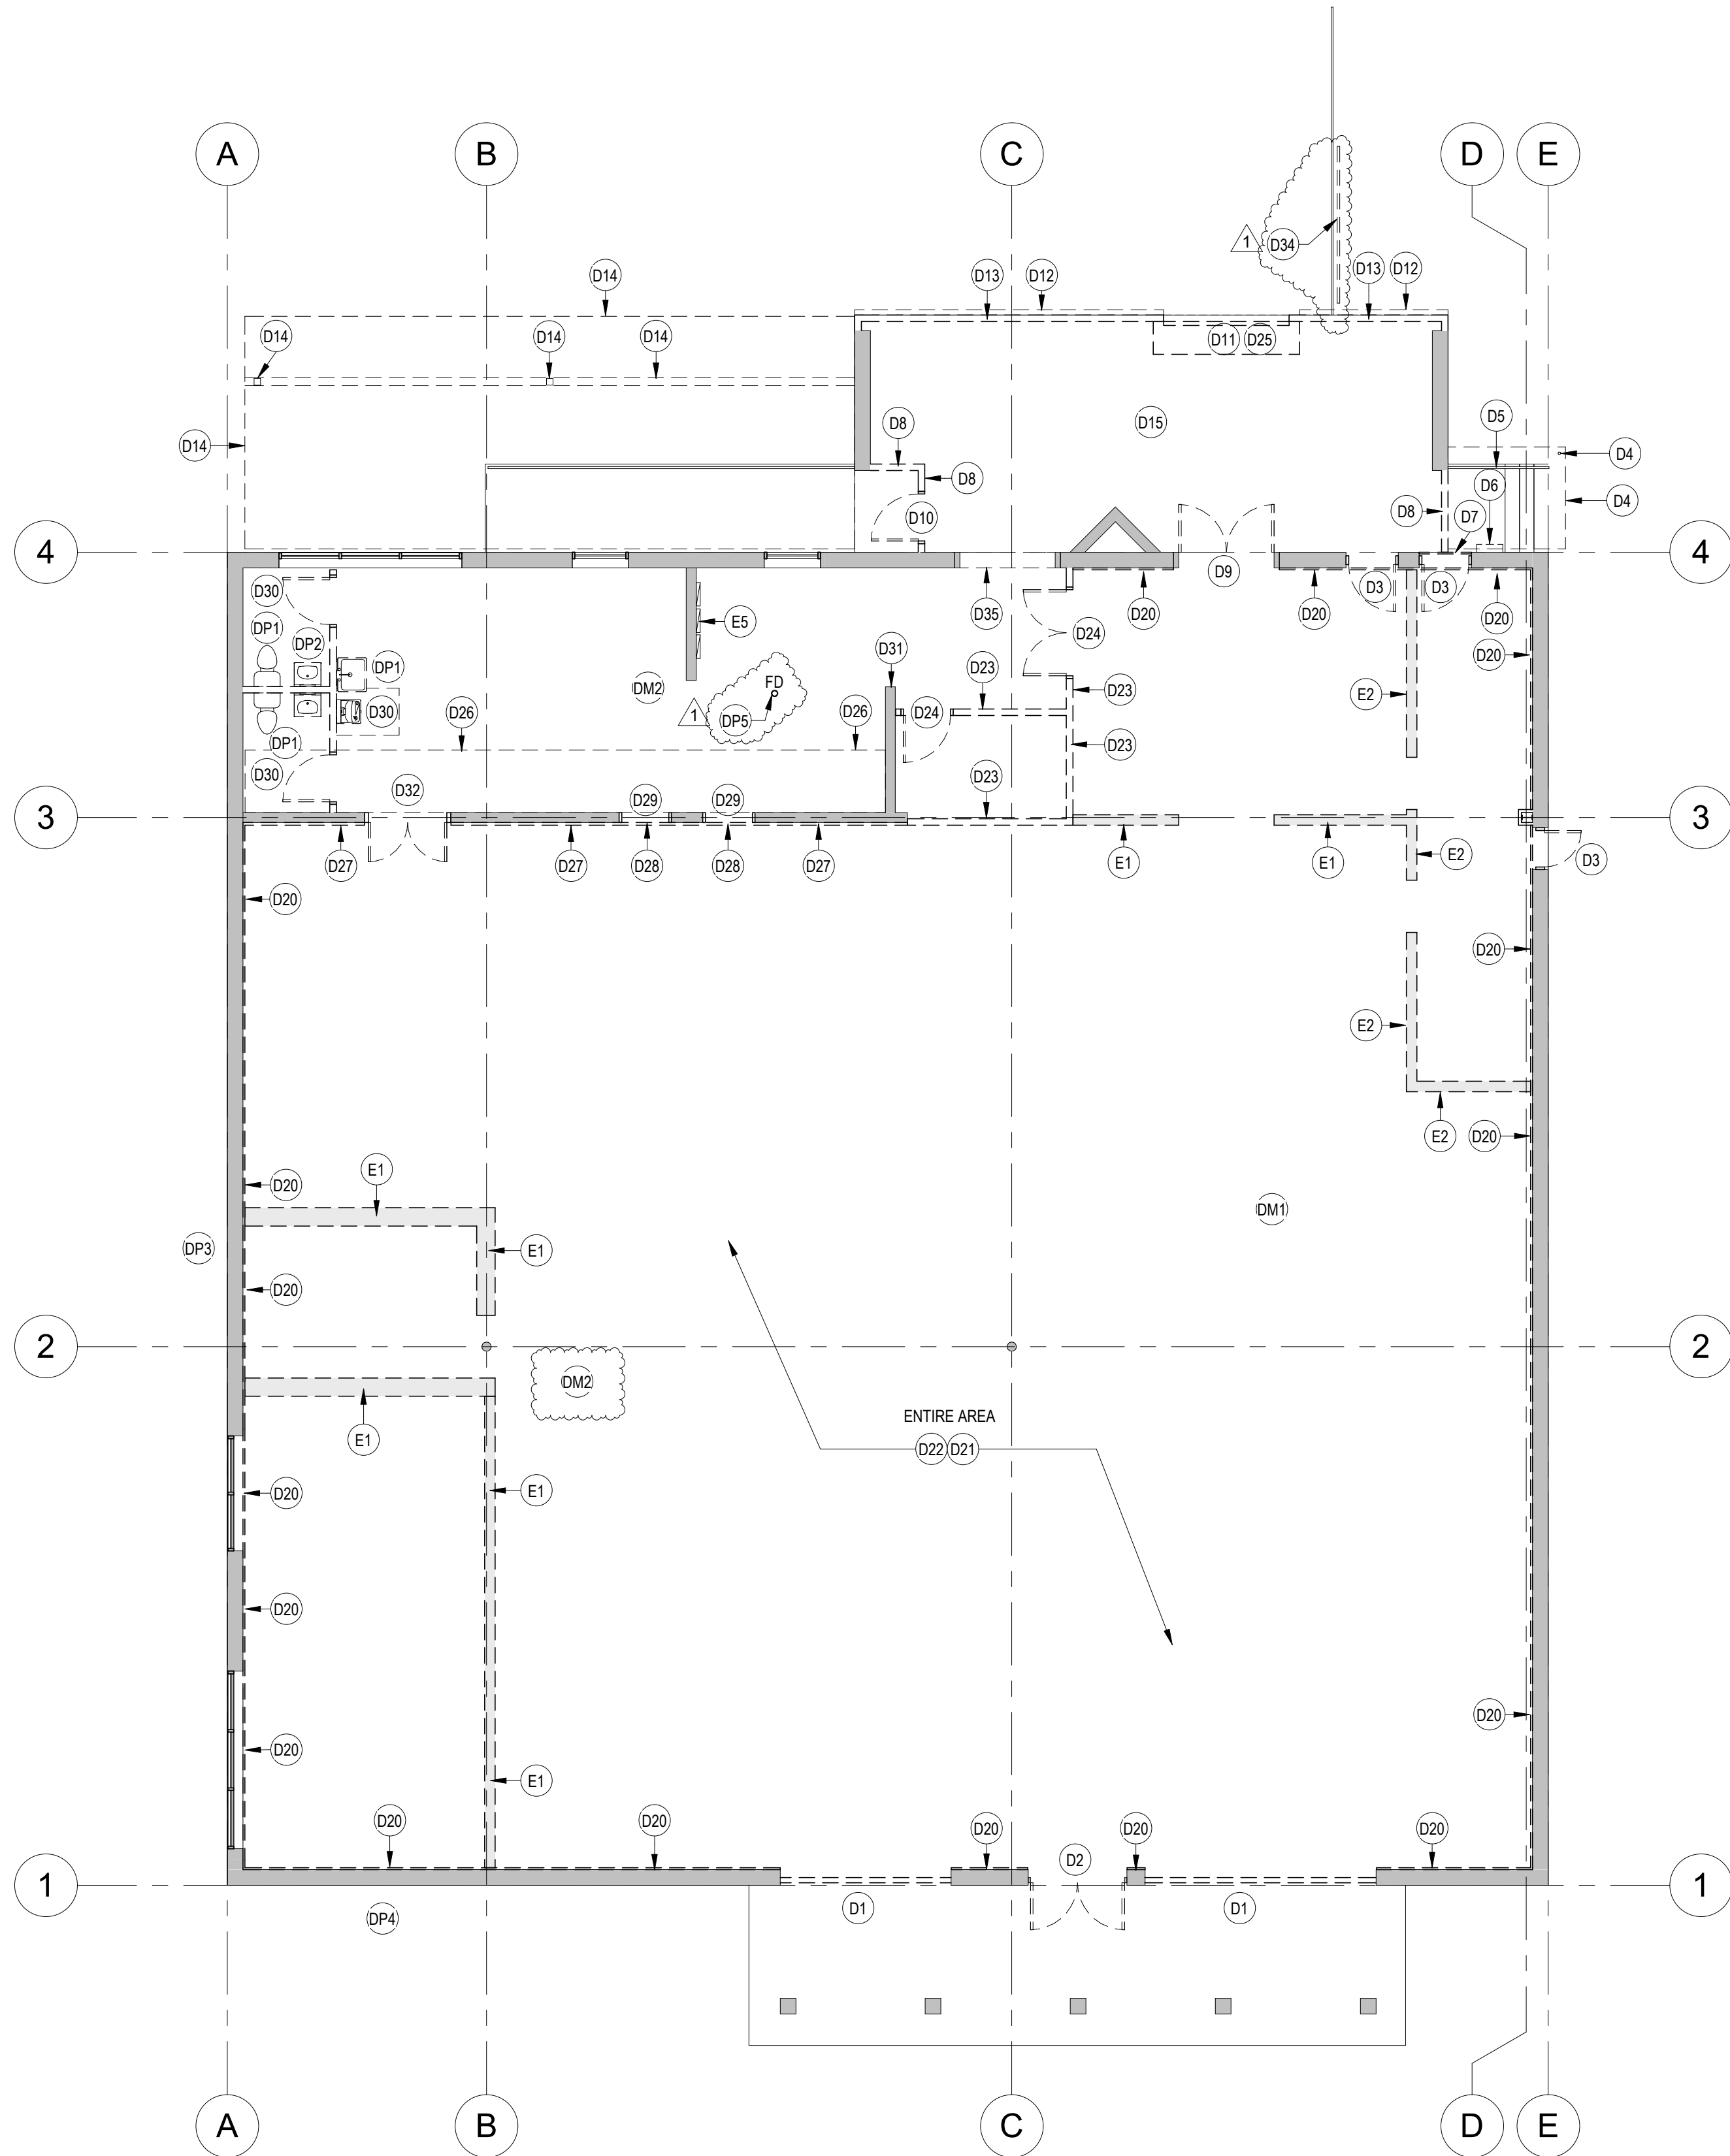 A B C D E
1 D34
D14 D13 D12 D13 D12
D14 D14 D14
D11 D25
D8 D15 D5
D14 D4
D8 D6
D10 D8 D7 D4
4 4
D9
D30 D3 D3
D35 D20 D20 D20
DP1 E5
DP2 D24
D31 D20
DP1 DM2 FD D23 D23 E2
D30 D26 1 DP5 D26 D24
DP1 D23
D30
D32 D29 D29 D23
3 3
D27 D27 D28 D28 D27 E1 E1 E2 D3
D20
D20
E2
E2 D20
E1
D20
DM1
DP3 E1
D20
2 2
DM2
ENTIRE AREA
E1 D22 D21
D20 E1
D20
D20
D20 E1
D20 D20 D20 D20 D20
D2
1 1
DP4 D1 D1
A B C D E